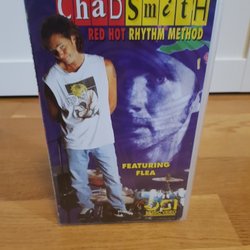 CHAD SMITH
RED HOT RHYTHM METHOD
FEATURING
FLEA